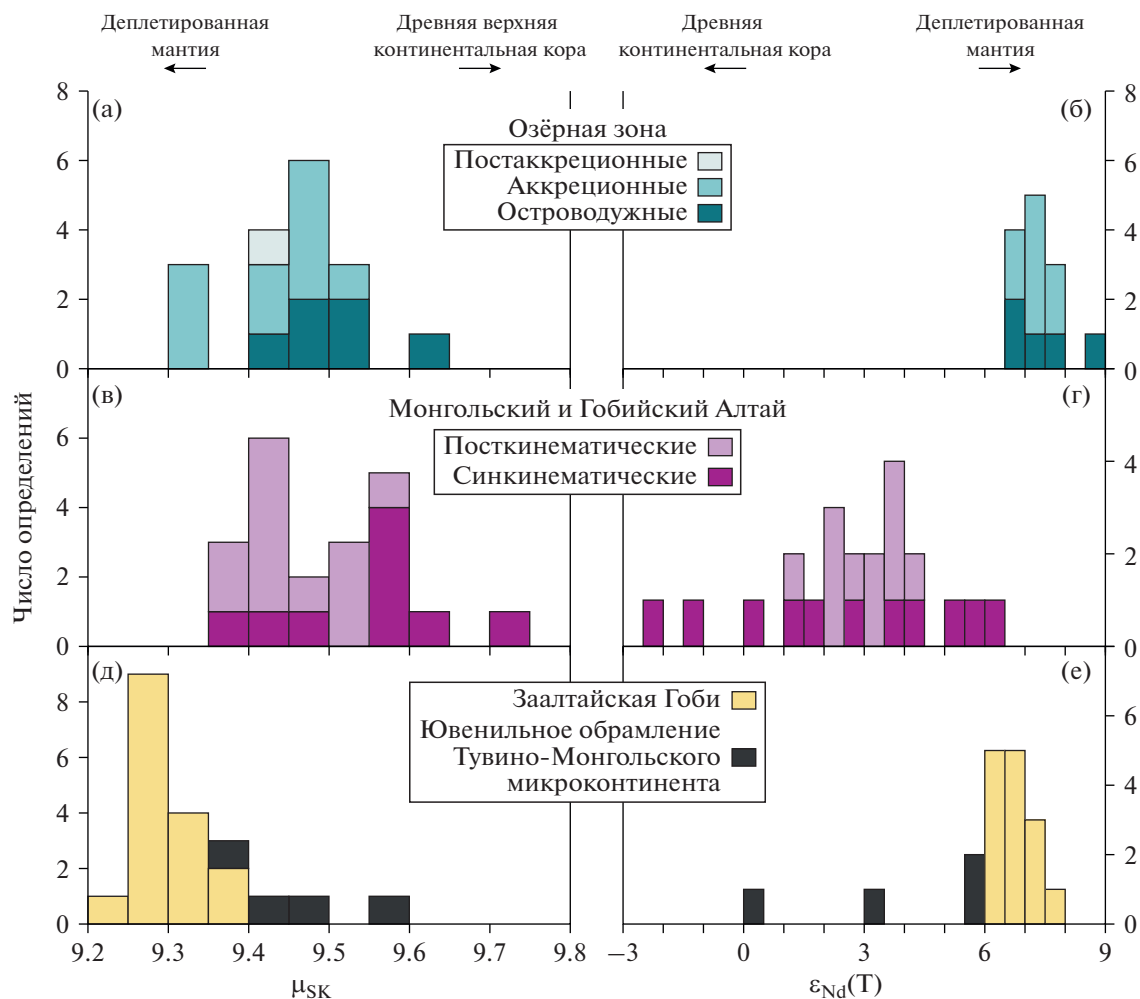 Деплетированная
мантия
Древняя верхняя
континентальная кора
Древняя
континентальная кора
Деплетированная
мантия
(а)
(б)
Озёрная зона
Постаккреционные
Аккреционные
Островодужные
8
6
4
2
0
8
6
4
2
0
(в)
(г)
Монгольский и Гобийский Алтай
Посткинематические
Синкинематические
6
4
2
0
4
2
0
Число определений
(д)
(е)
Заалтайская Гоби
Ювенильное обрамление
Тувино-Монгольского
микроконтинента
8
6
4
2
0
6
4
2
0
9.2 9.3 9.4 9.5 9.6 9.7 9.8
−3 0 3 6 9
μSK
εNd(T)